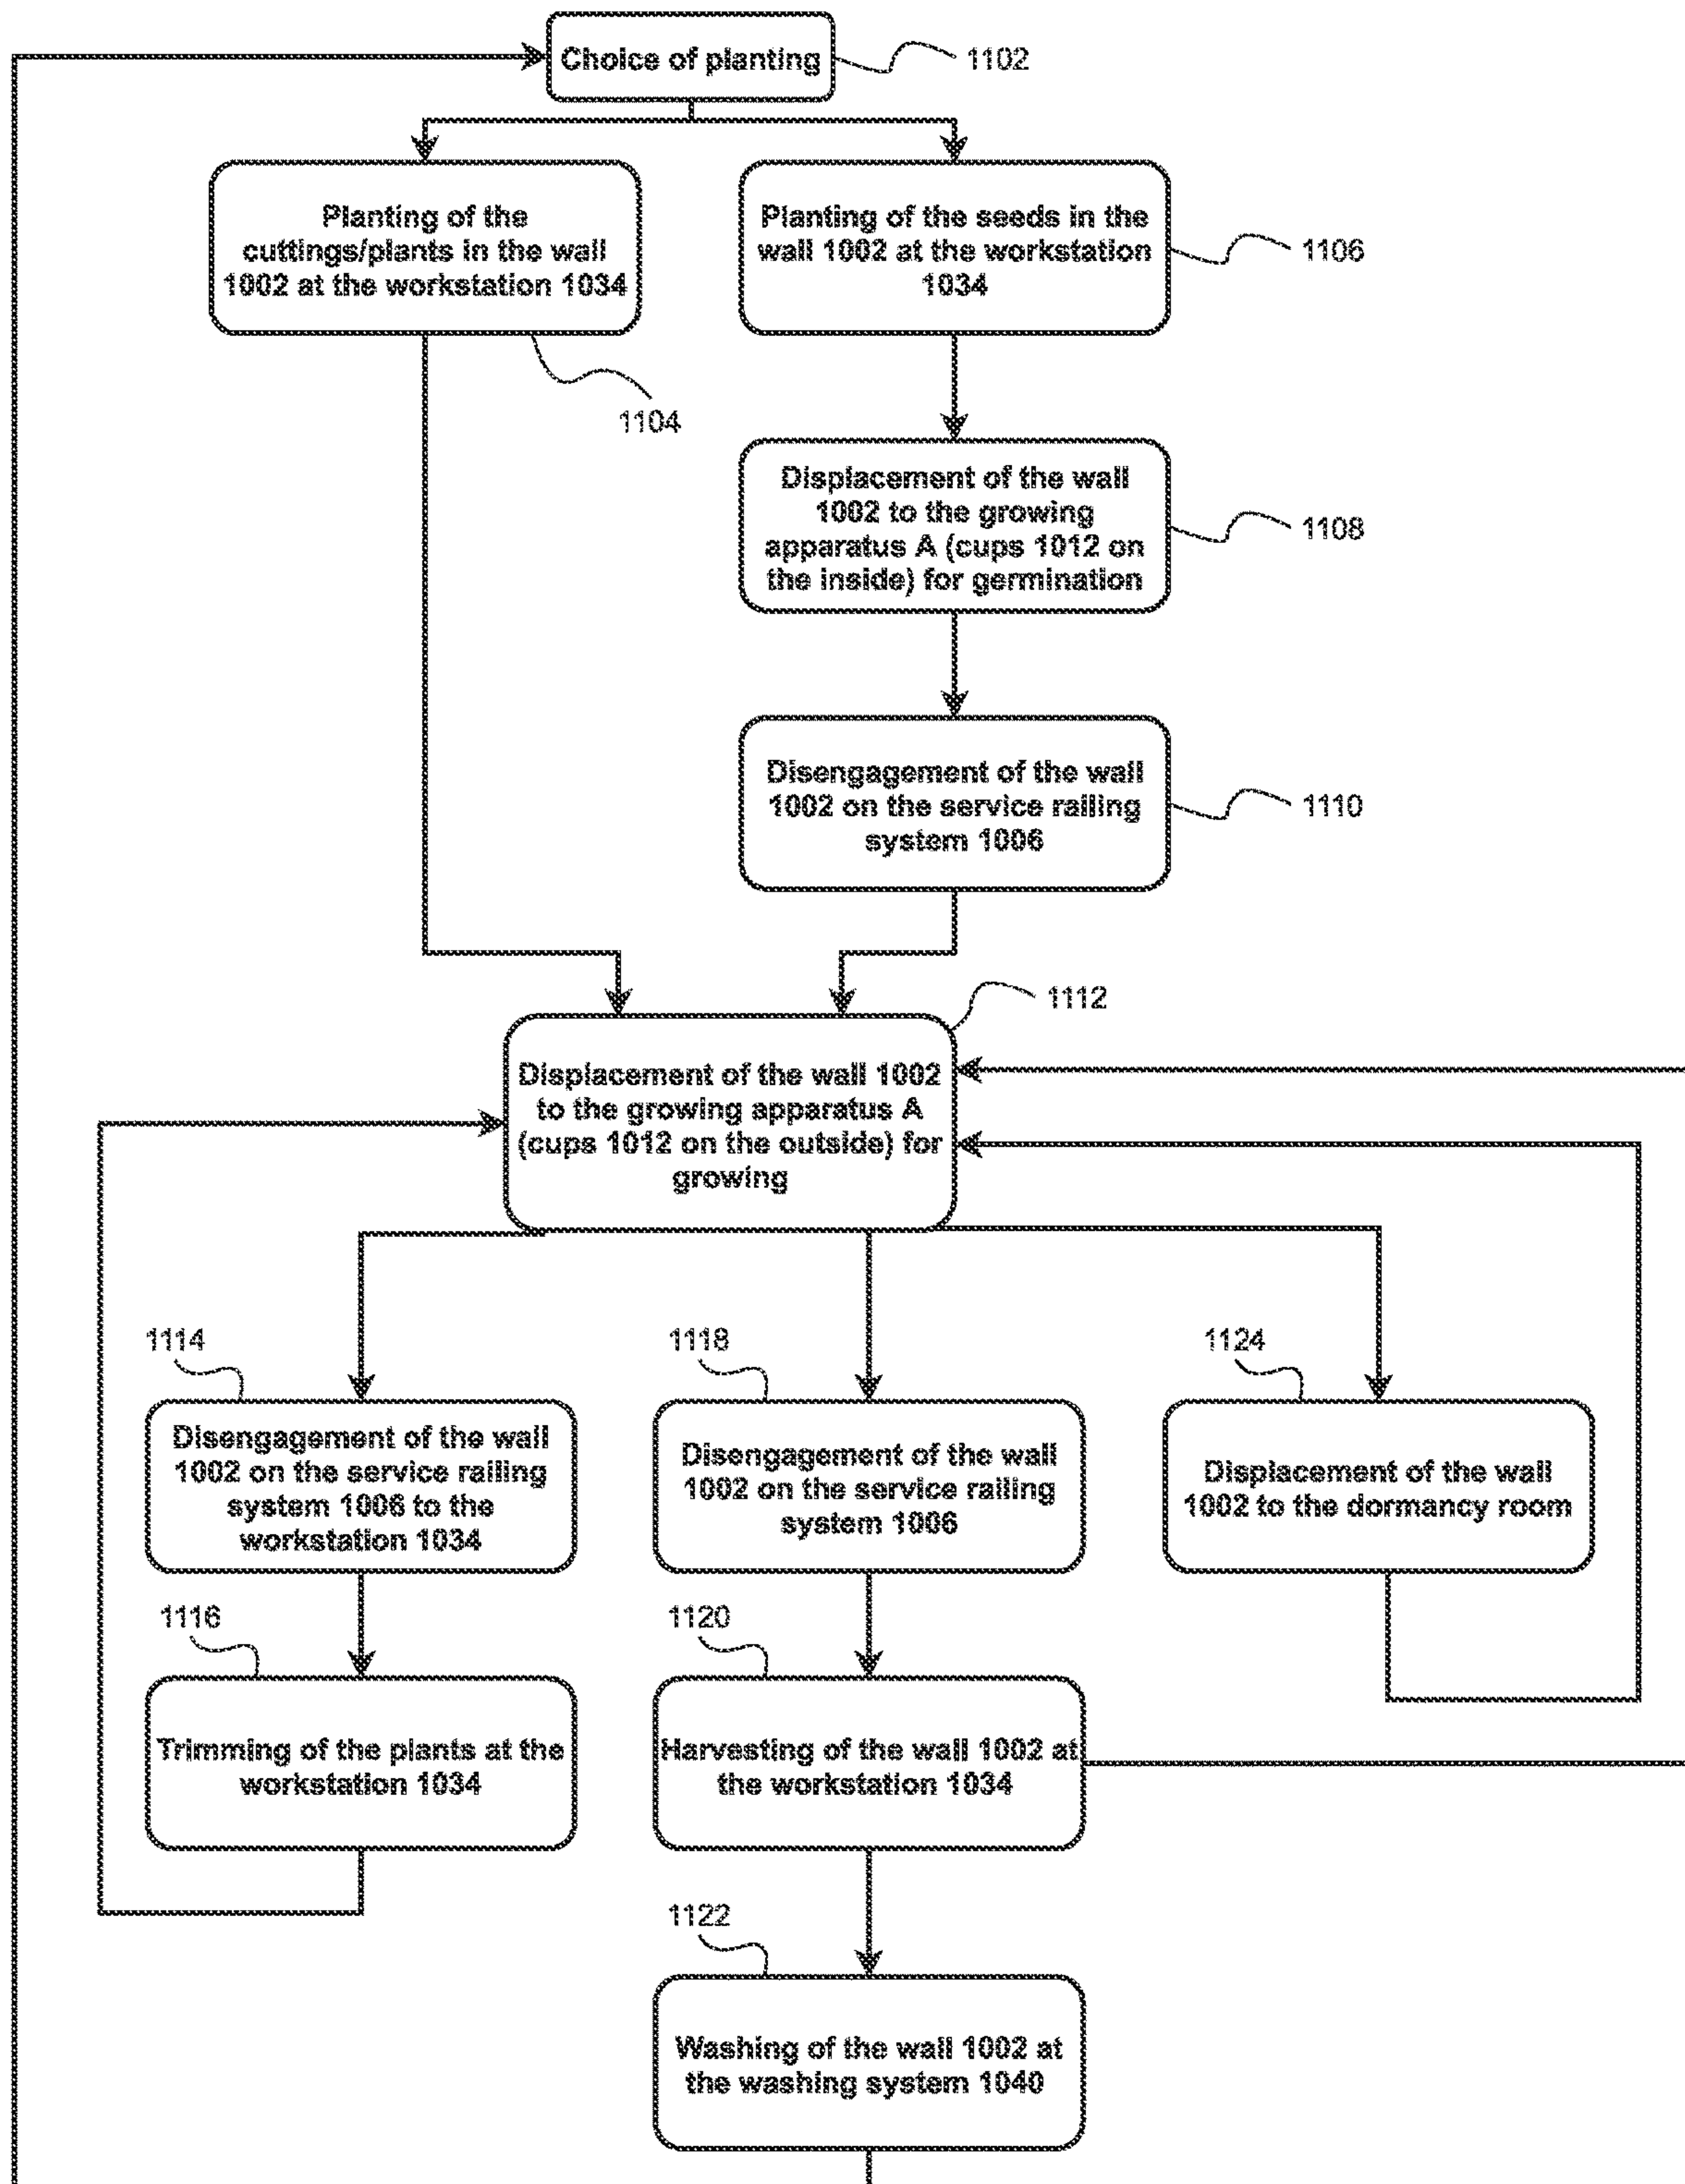 Choice of planting
1102
Planting of the
cuttings/plants in the wall
1002 at the workstation 1034
1104
Planting of the seeds in the
wall 1002 at the workstation
1034
1106
Displacement of the wall
1002 to the growing
apparatus A (cups 1012 on
the inside) for germination
1108
Disengagement of the wall
1002 on the service railing
system 1006
1110
1112
Displacement of the wall 1002
to the growing apparatus A
(cups 1012 on the outside) for
growing
1114
Disengagement of the wall
1002 on the service railing
system 1006 to the
workstation 1034
1118
Disengagement of the wall
1002 on the service railing
system 1006
1124
Displacement of the wall
1002 to the dormancy room
1116
Trimming of the plants at the
workstation 1034
1120
Harvesting of the wall 1002 at
the workstation 1034
1122
Washing of the wall 1002 at
the washing system 1040